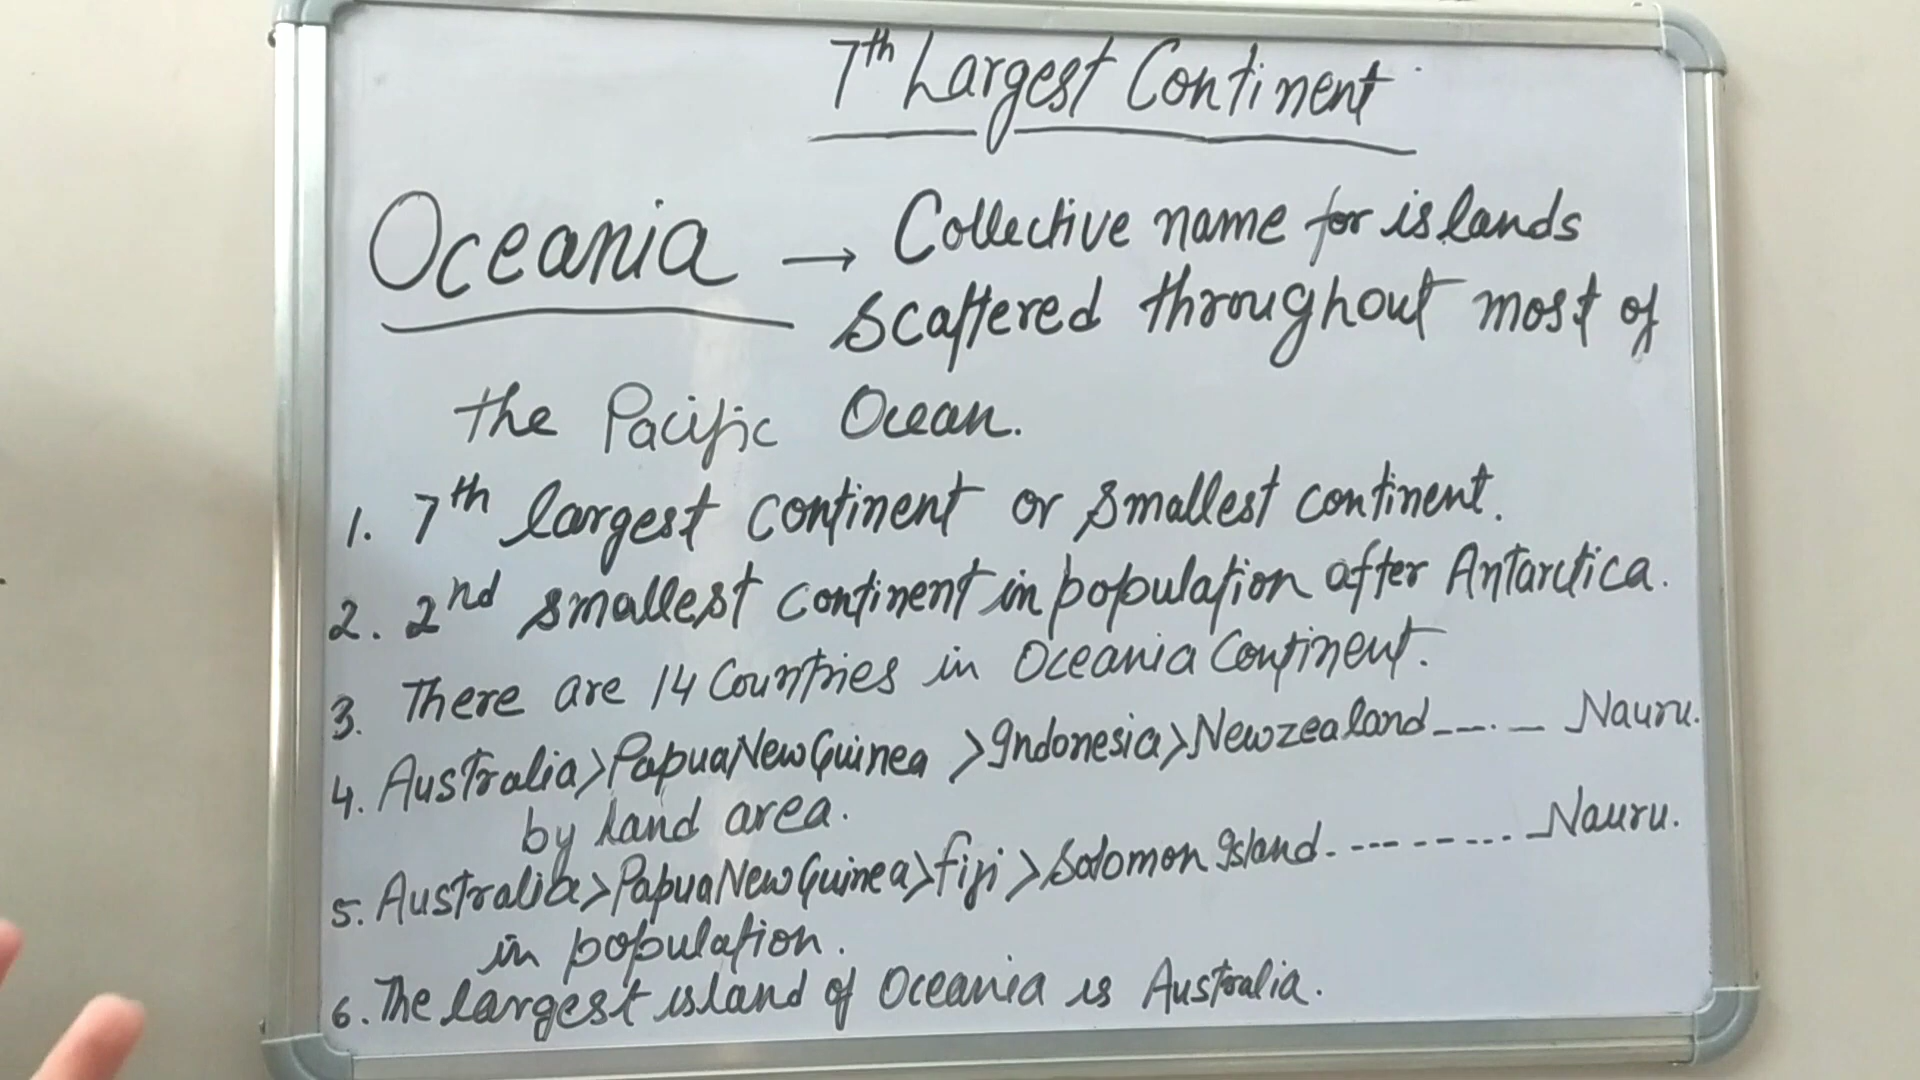 7th Largest Continent
Oceania → Collective name for islands
scattered throughout most of
the Pacific Ocean.
1. 7th largest continent or smallest continent.
2. 2nd smallest continent in population after Antarctica.
3. There are 14 Countries in Oceania Continent.
4. Australia>Papua New Guinea >Indonesia>Newzealand__._ Nauru.
by land area.
5. Australia>Papua New Guinea>fiji>Solomon Island.-------.. Nauru.
in population.
6. The largest island of Oceania is Australia.